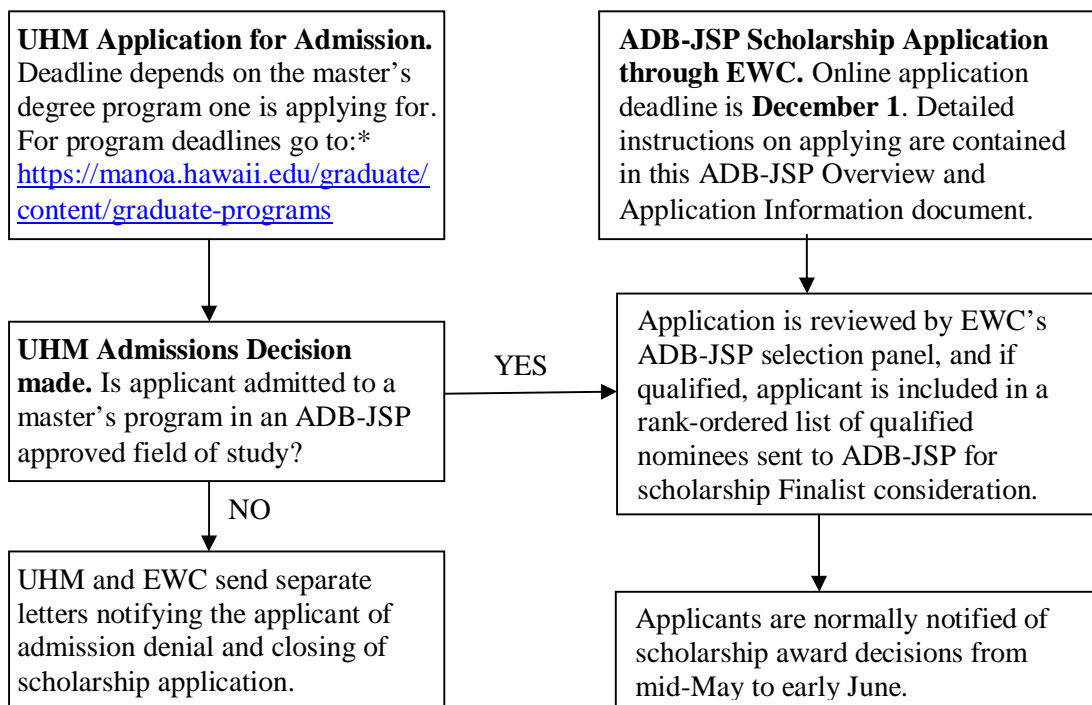 UHM Application for Admission.
Deadline depends on the master's
degree program one is applying for.
For program deadlines go to:*
https://manoa.hawaii.edu/graduate/
content/graduate-programs
ADB-JSP Scholarship Application
through EWC. Online application
deadline is December 1. Detailed
instructions on applying are contained
in this ADB-JSP Overview and
Application Information document.
UHM Admissions Decision
made. Is applicant admitted to a
master's program in an ADB-JSP
approved field of study?
YES
Application is reviewed by EWC's
ADB-JSP selection panel, and if
qualified, applicant is included in a
rank-ordered list of qualified
nominees sent to ADB-JSP for
scholarship Finalist consideration.
NO
UHM and EWC send separate
letters notifying the applicant of
admission denial and closing of
scholarship application.
Applicants are normally notified of
scholarship award decisions from
mid-May to early June.